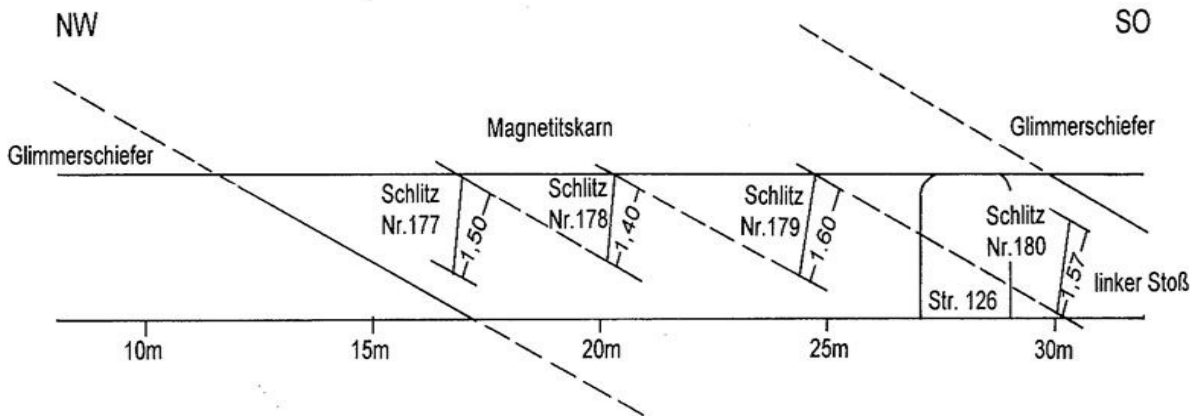 NW
SO
Glimmerschiefer
Magnetitskarn
Glimmerschiefer
Schlitz
Nr.177
1,50
Schlitz
Nr.178
1,40
Schlitz
Nr.179
1.60
Schlitz
Nr.180
1,57
linker Stoß
Str. 126
10m
15m
20m
25m
30m